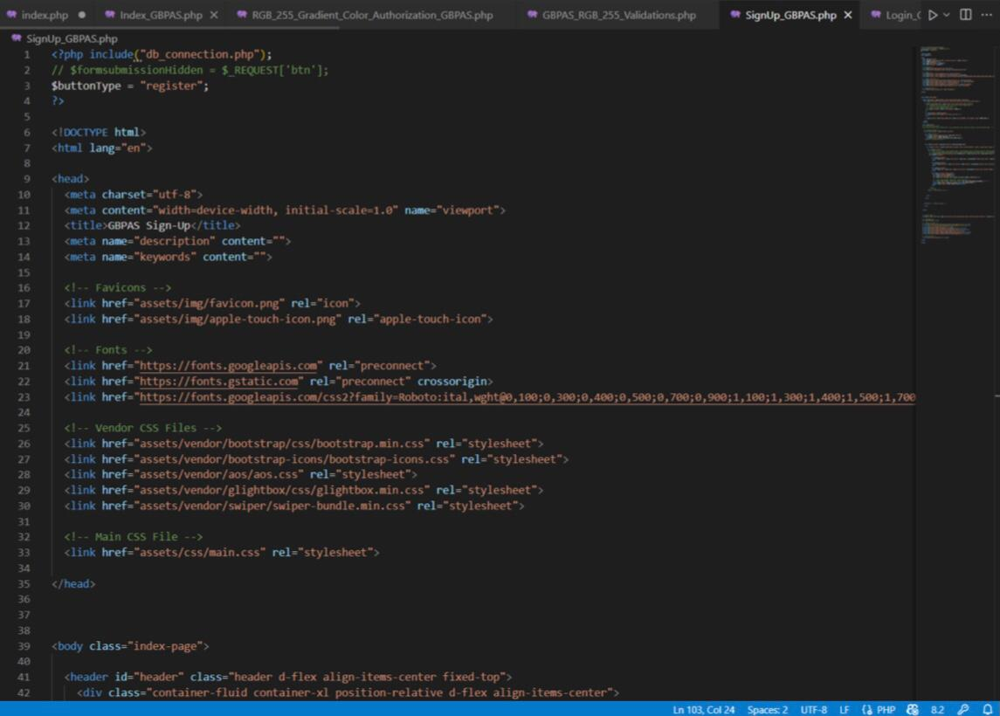 index.php
Index_GBPAS.php
RGB_255_Gradient_Color_Authorization_GBPAS.php
GBPAS_RGB_255_Validations.php
SignUp_GBPAS.php
Login_
SignUp_GBPAS.php
1 <?php include("db_connection.php");
2 // $formsubmissionHidden = $_REQUEST['btn'];
3 $buttonType = "register";
4 ?>
5
6 <!DOCTYPE html>
7 <html lang="en">
8
9 <head>
10 <meta charset="utf-8">
11 <meta content="width=device-width, initial-scale=1.0" name="viewport">
12 <title>GBPAS Sign-Up</title>
13 <meta name="description" content="">
14 <meta name="keywords" content="">
15
16 <!-- Favicons -->
17 <link href="assets/img/favicon.png" rel="icon">
18 <link href="assets/img/apple-touch-icon.png" rel="apple-touch-icon">
19
20 <!-- Fonts -->
21 <link href="https://fonts.googleapis.com" rel="preconnect">
22 <link href="https://fonts.gstatic.com" rel="preconnect" crossorigin>
23 <link href="https://fonts.googleapis.com/css2?family=Roboto:ital,wght@0,100;0,300;0,400;0,500;0,700;0,900;1,100;1,300;1,400;1,500;1,700
24
25 <!-- Vendor CSS Files -->
26 <link href="assets/vendor/bootstrap/css/bootstrap.min.css" rel="stylesheet">
27 <link href="assets/vendor/bootstrap-icons/bootstrap-icons.css" rel="stylesheet">
28 <link href="assets/vendor/aos/aos.css" rel="stylesheet">
29 <link href="assets/vendor/glightbox/css/glightbox.min.css" rel="stylesheet">
30 <link href="assets/vendor/swiper/swiper-bundle.min.css" rel="stylesheet">
31
32 <!-- Main CSS File -->
33 <link href="assets/css/main.css" rel="stylesheet">
34
35 </head>
36
37
38
39 <body class="index-page">
40
41 <header id="header" class="header d-flex align-items-center fixed-top">
42 <div class="container-fluid container-xl position-relative d-flex align-items-center">
Ln 103, Col 24 Spaces: 2 UTF-8 LF PHP 8.2